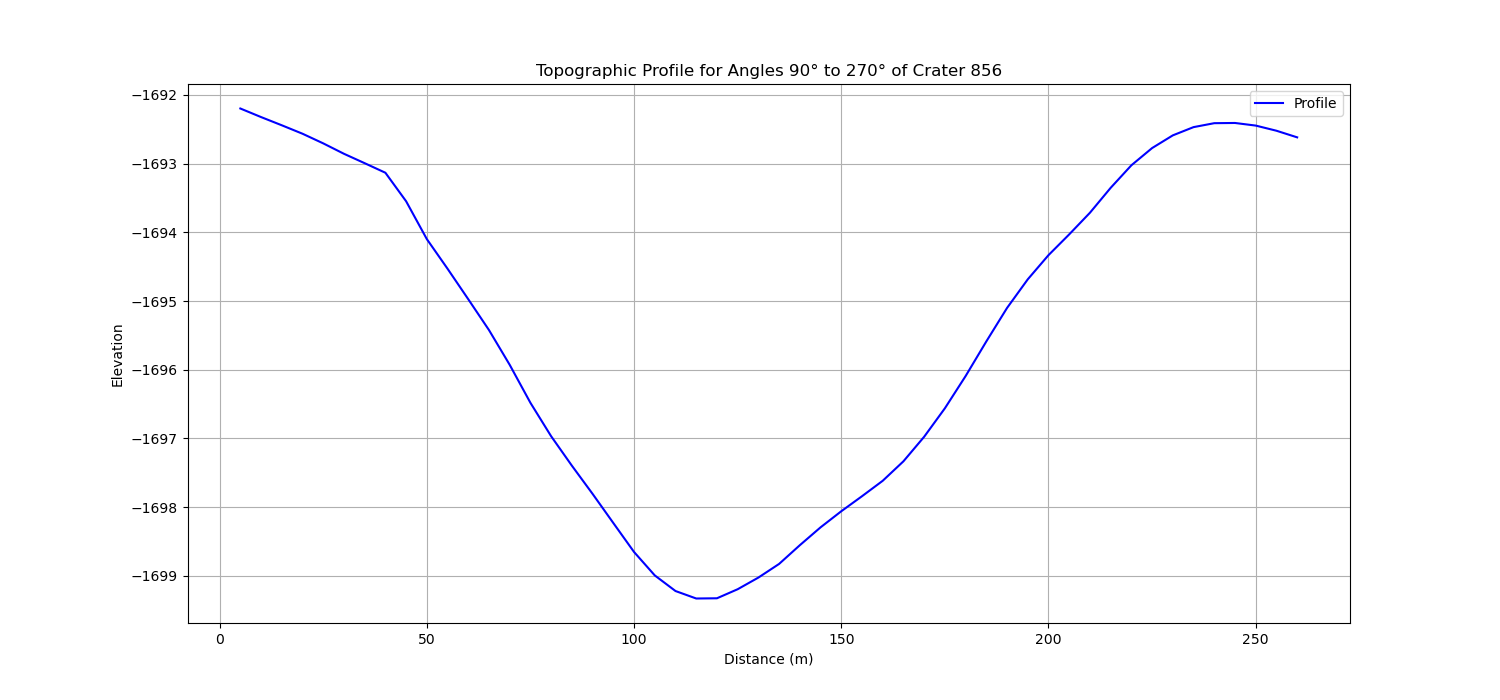 Topographic Profile for Angles 90° to 270° of Crater 856
Profile
−1692
−1693
−1694
−1695
−1696
−1697
−1698
−1699
Elevation
0 50 100 150 200 250
Distance (m)